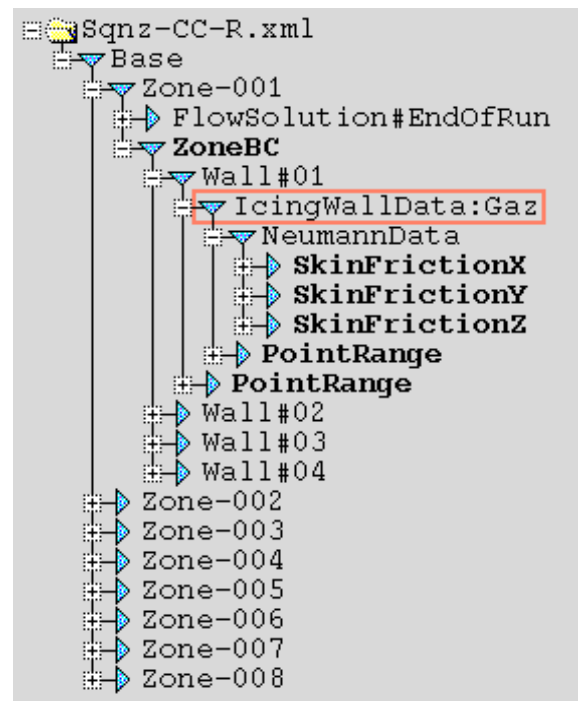 Sqnz-CC-R.xml
Base
Zone-001
FlowSolution#EndOfRun
ZoneBC
Wall#01
IcingWallData:Gaz
NeumannData
SkinFrictionX
SkinFrictionY
SkinFrictionZ
PointRange
PointRange
Wall#02
Wall#03
Wall#04
Zone-002
Zone-003
Zone-004
Zone-005
Zone-006
Zone-007
Zone-008